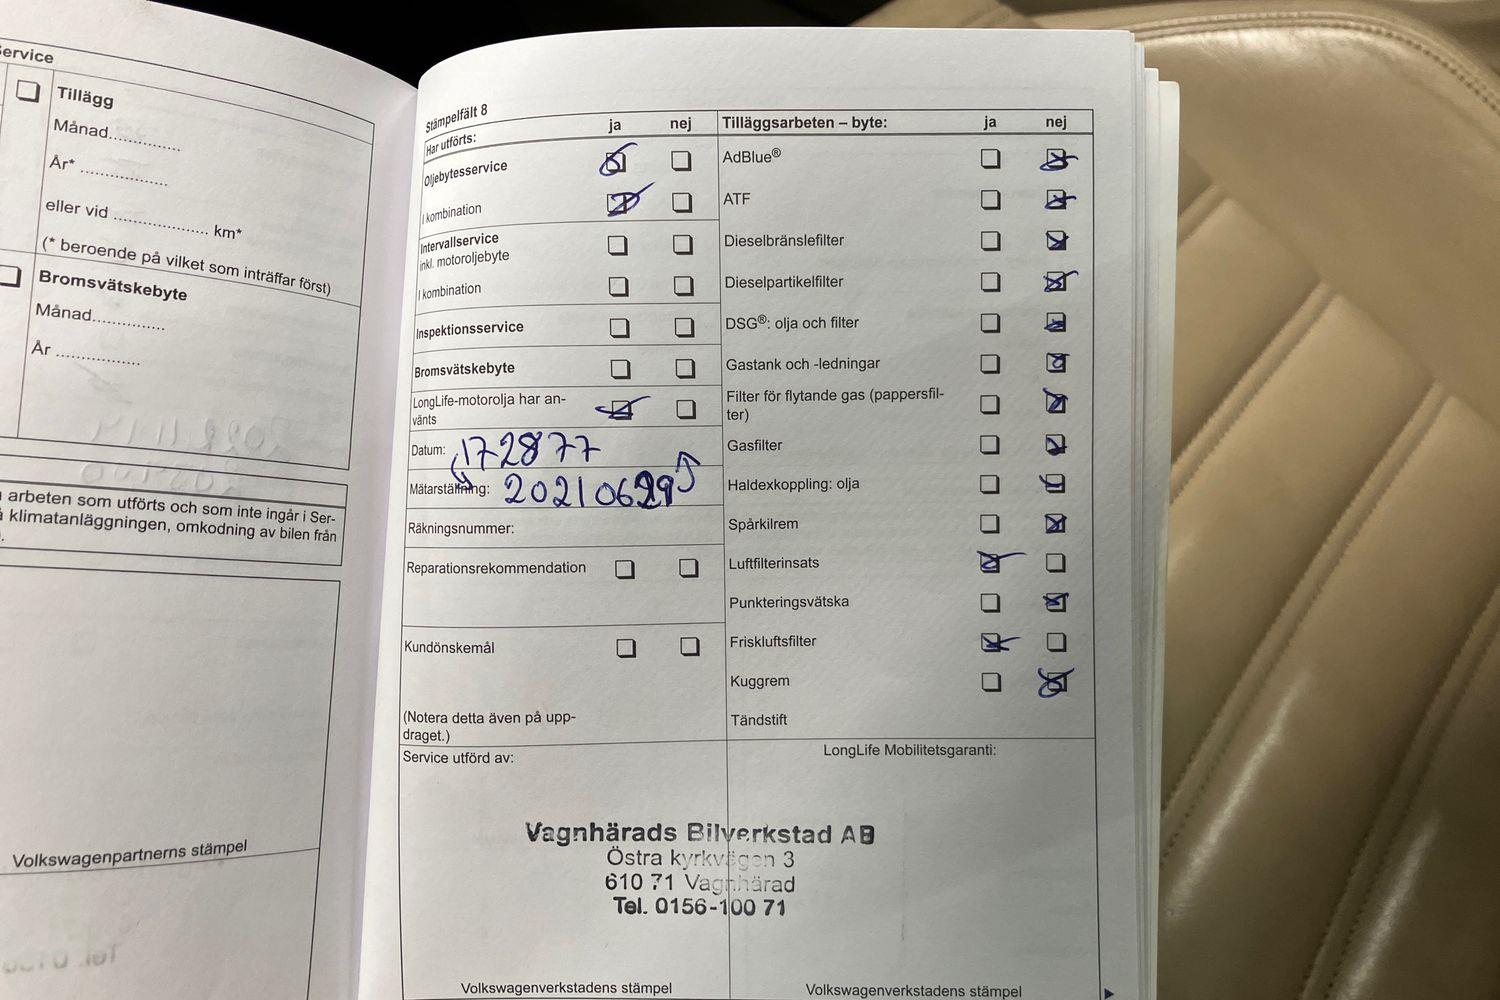 Service
Tillägg
Månad...............
År* ..................
eller vid ................... km*
(* beroende på vilket som inträffar först)
Bromsvätskebyte
Månad...............
År .................
arbeten som utförts och som inte ingår i Ser-
klimatanläggningen, omkodning av bilen från
Volkswagenpartnerns stämpel
Stämpelfält 8
Har utförts: ja nej
Oljebytesservice
I kombination
Intervallservice
inkl. motoroljebyte
I kombination
Inspektionsservice
Bromsvätskebyte
LongLife-motorolja har an-
vänts
Datum: 172877
Mätarställning: 20210629
Räkningsnummer:
Reparationsrekommendation
Kundönskemål
(Notera detta även på upp-
draget.)
Tilläggsarbeten – byte: ja nej
AdBlue®
ATF
Dieselbränslefilter
Dieselpartikelfilter
DSG®: olja och filter
Gastank och -ledningar
Filter för flytande gas (pappersfil-
ter)
Gasfilter
Haldexkoppling: olja
Spårkilrem
Luftfilterinsats
Punkteringsvätska
Friskluftsfilter
Kuggrem
Tändstift
Service utförd av:
LongLife Mobilitetsgaranti:
Vagnhärads Bilverkstad AB
Östra kyrkvägen 3
610 71 Vagnhärad
Tel. 0156-100 71
Volkswagenverkstadens stämpel
Volkswagenverkstadens stämpel